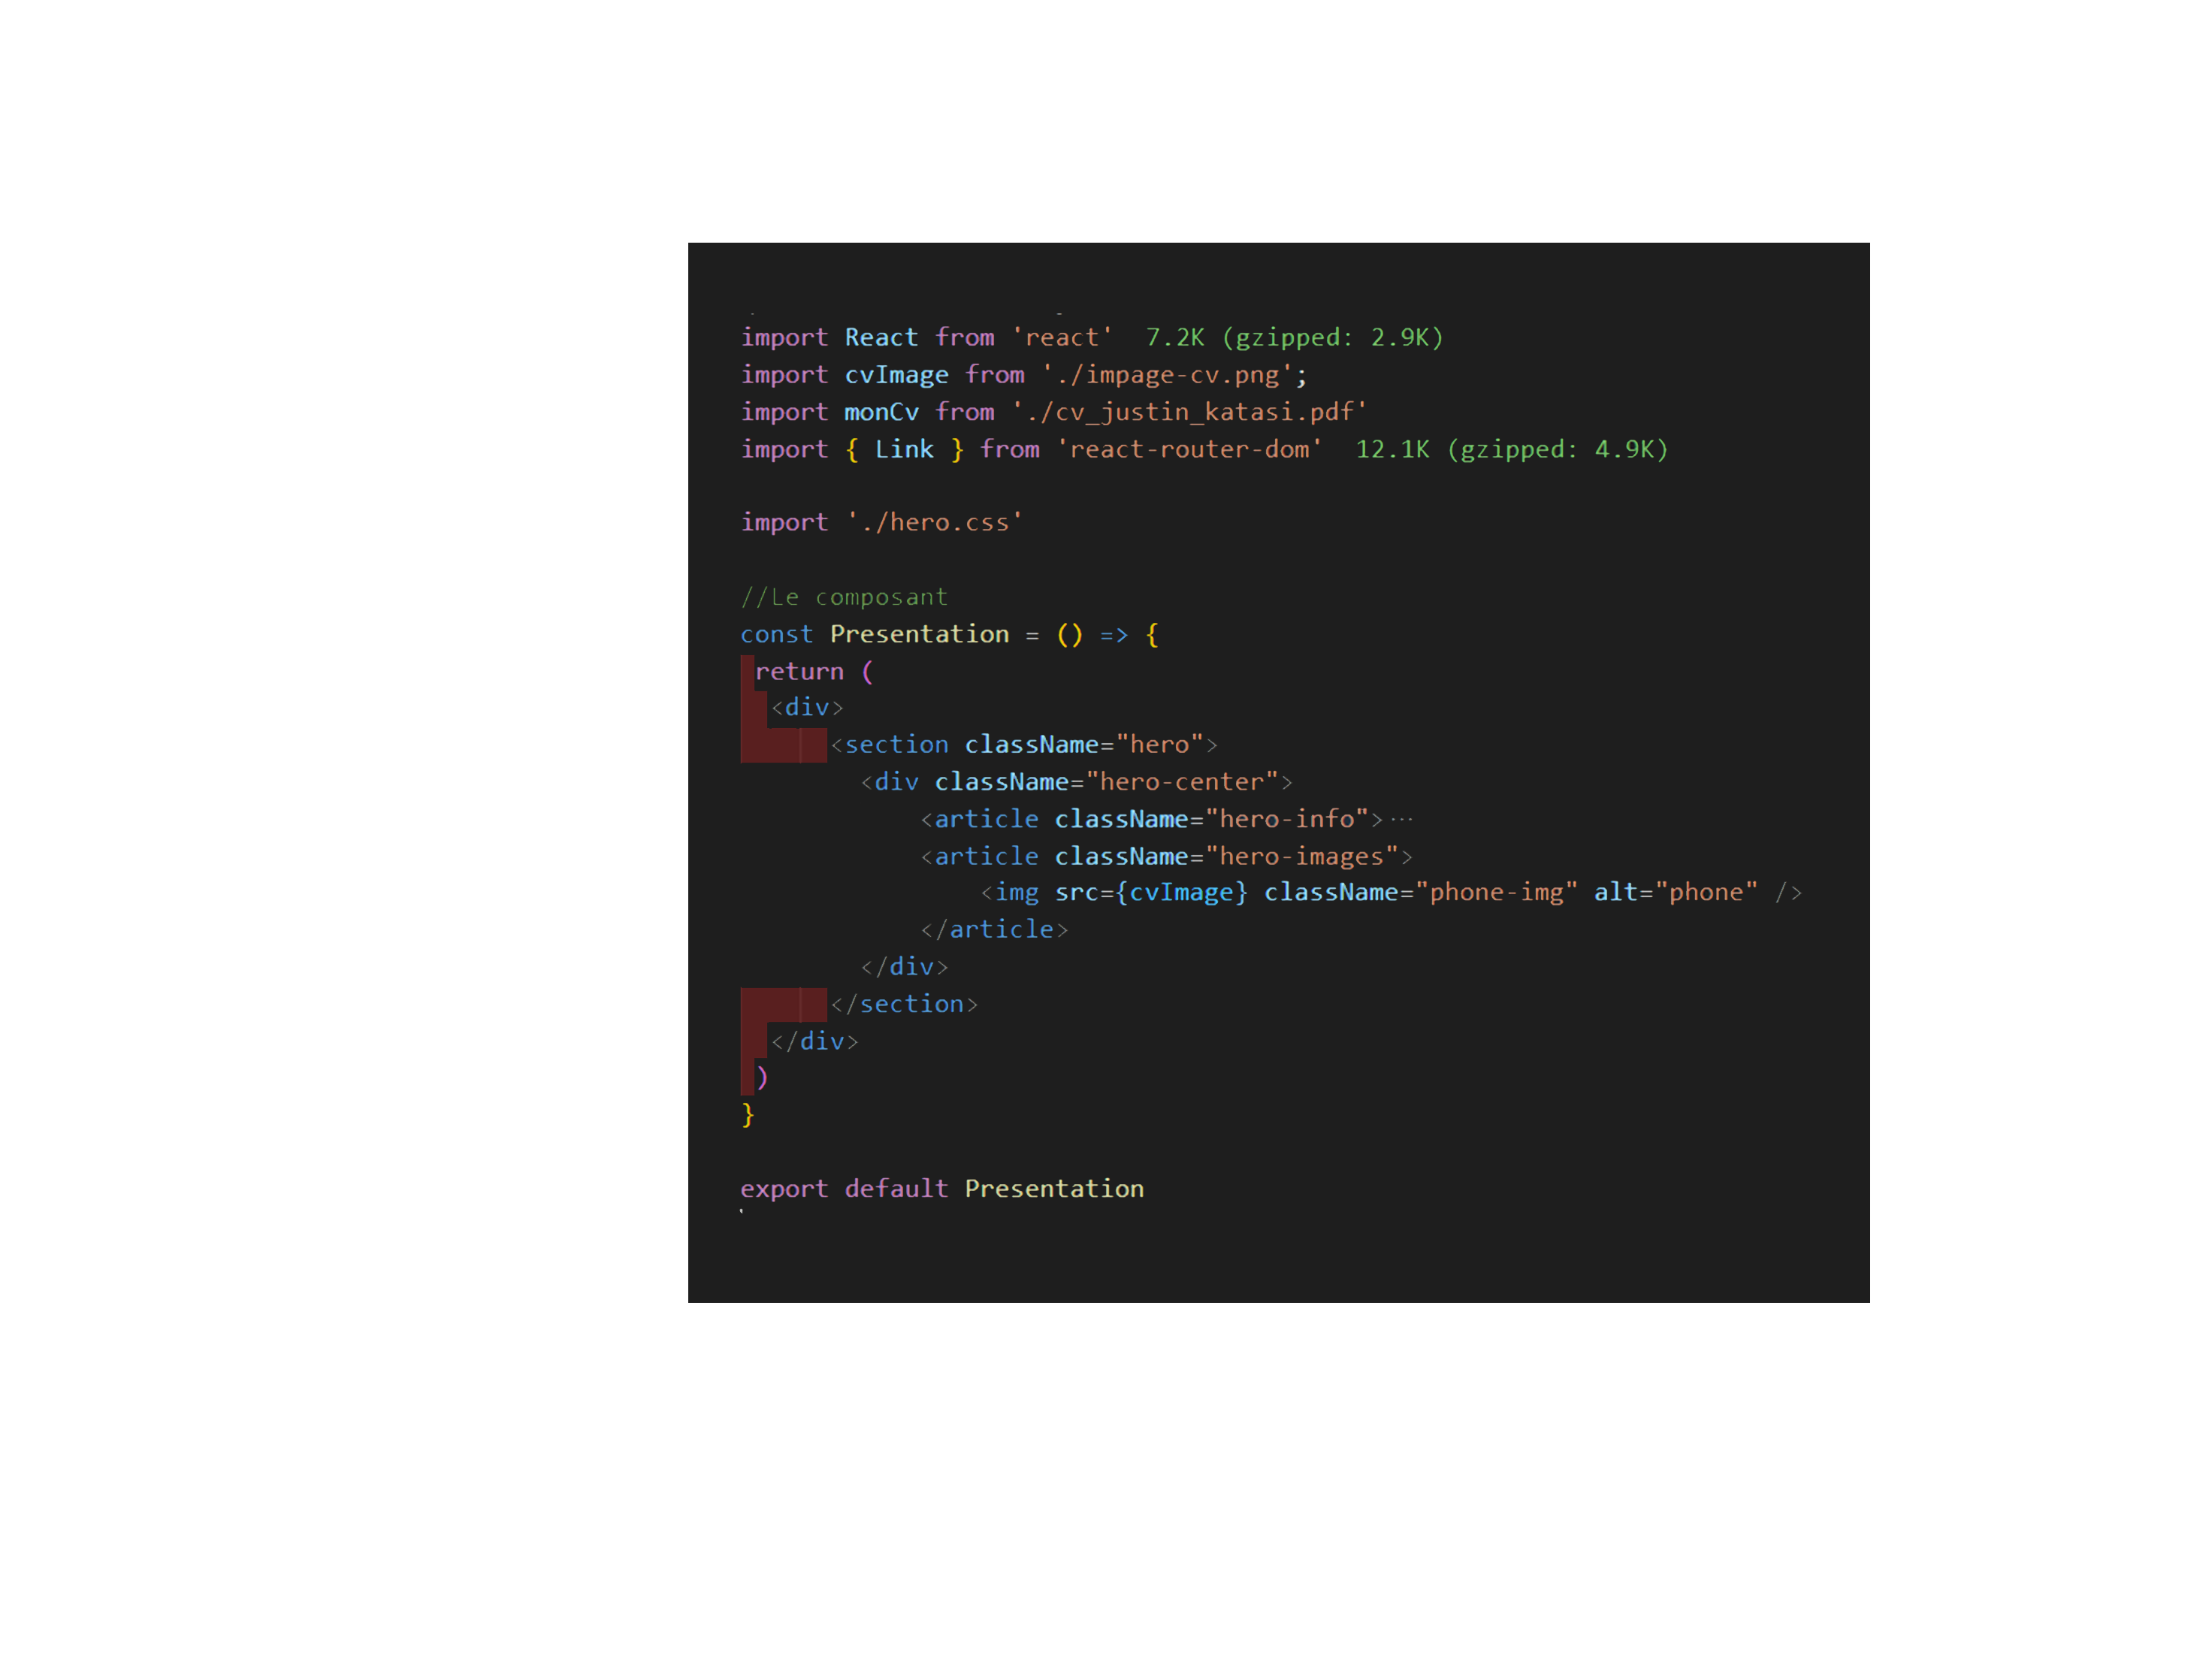 import React from 'react'  7.2K (gzipped: 2.9K)
import cvImage from './impage-cv.png';
import monCv from './cv_justin_katasi.pdf'
import { Link } from 'react-router-dom'  12.1K (gzipped: 4.9K)
import './hero.css'
//Le composant
const Presentation = () => {
return (
<div>
<section className="hero">
<div className="hero-center">
<article className="hero-info">···
<article className="hero-images">
<img src={cvImage} className="phone-img" alt="phone" />
</article>
</div>
</section>
</div>
)
}
export default Presentation